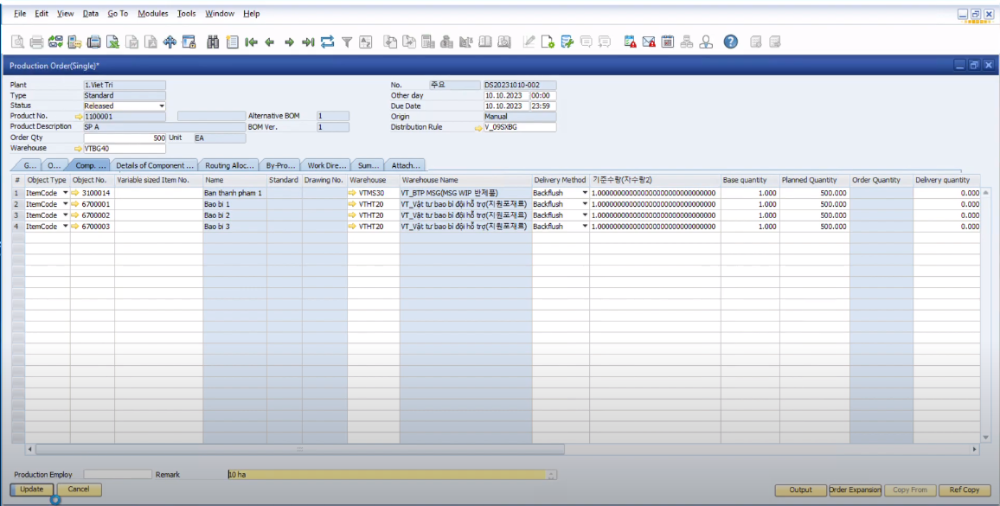 File Edit View Data Go To Modules Tools Window Help
Production Order(Single)*
Plant 1.Viet Tri No. 주요 DS20231010-002
Type Standard Other day 10.10.2023 00:00
Status Released Due Date 10.10.2023 23:59
Product No. 1100001 Alternative BOM 1 Origin Manual
Product Description SP A BOM Ver. 1 Distribution Rule V_09SXBG
Order Qty 500 Unit EA
Warehouse VTBG40
G... O... Comp. ... Details of Component ... Routing Alloc... By-Pro... Work Dire... Sum... Attach...
# Object Type Object No. Variable sized Item No. Name Standard Drawing No. Warehouse Warehouse Name Delivery Method 기준수량(자수량2) Base quantity Planned Quantity Order Quantity Delivery quantity
1 ItemCode 3100014 Ban thanh pham 1 VTMS30 VT_BTP MSG(MSG WIP 반제품) Backflush 1.000000000000000000000000000000 1.000 500.000 0.000
2 ItemCode 6700001 Bao bi 1 VTHT20 VT_Vật tư bao bì đội hỗ trợ(지원포재료) Backflush 1.000000000000000000000000000000 1.000 500.000 0.000
3 ItemCode 6700002 Bao bi 2 VTHT20 VT_Vật tư bao bì đội hỗ trợ(지원포재료) Backflush 1.000000000000000000000000000000 1.000 500.000 0.000
4 ItemCode 6700003 Bao bi 3 VTHT20 VT_Vật tư bao bì đội hỗ trợ(지원포재료) Backflush 1.000000000000000000000000000000 1.000 500.000 0.000
Production Employ Remark 10 ha
Update Cancel Output Order Expansion Copy From Ref Copy